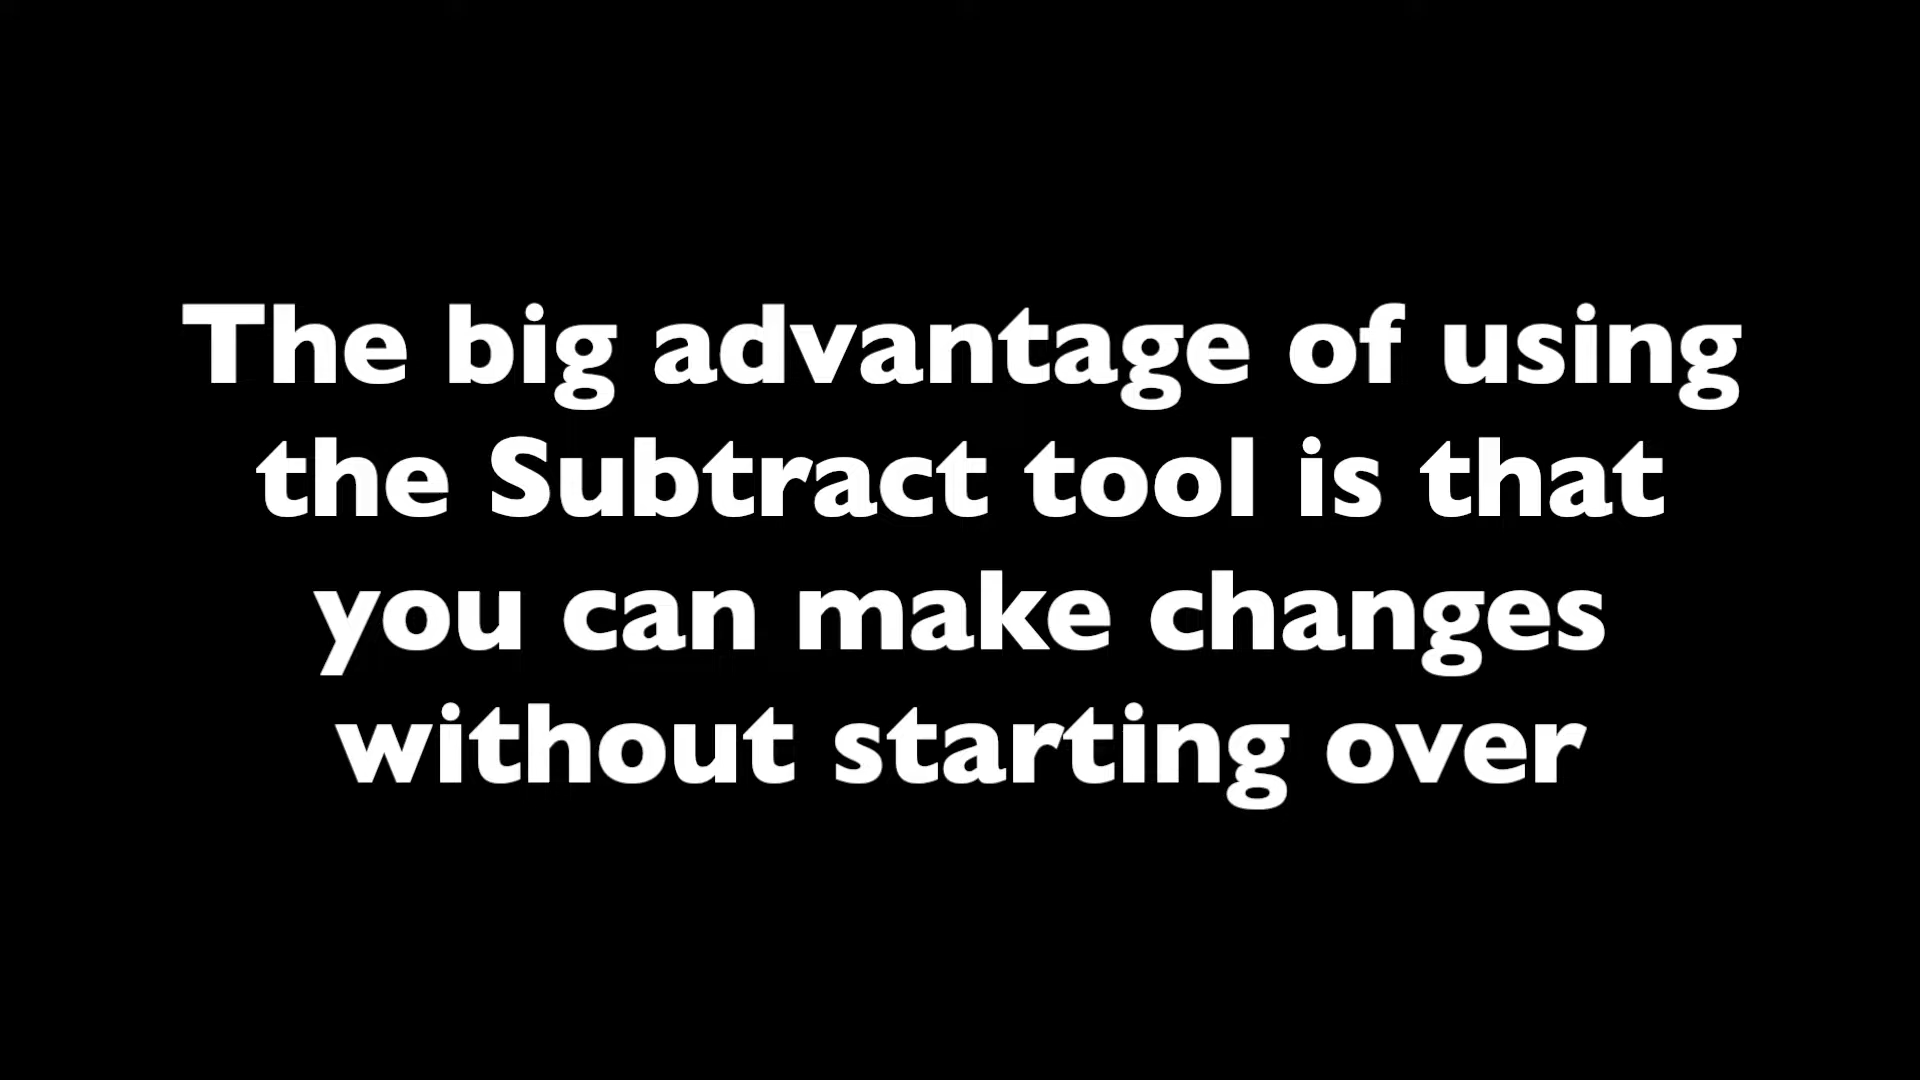 The big advantage of using
the Subtract tool is that
you can make changes
without starting over